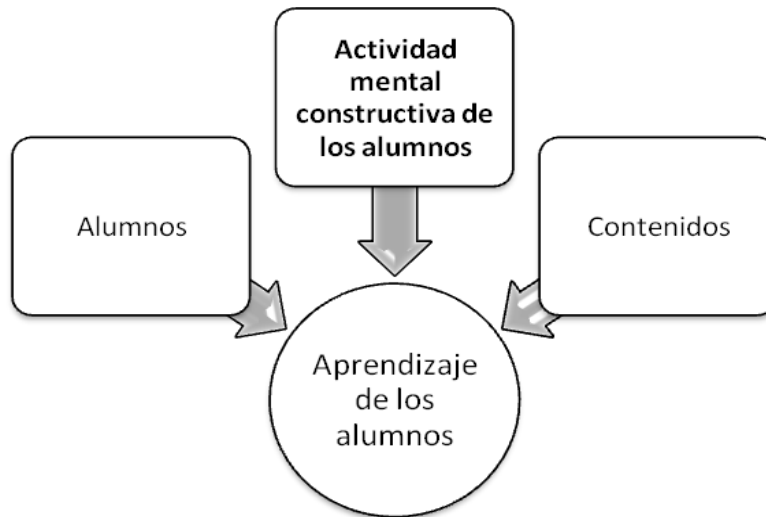 Actividad
mental
constructiva de
los alumnos
Alumnos
Contenidos
Aprendizaje
de los
alumnos